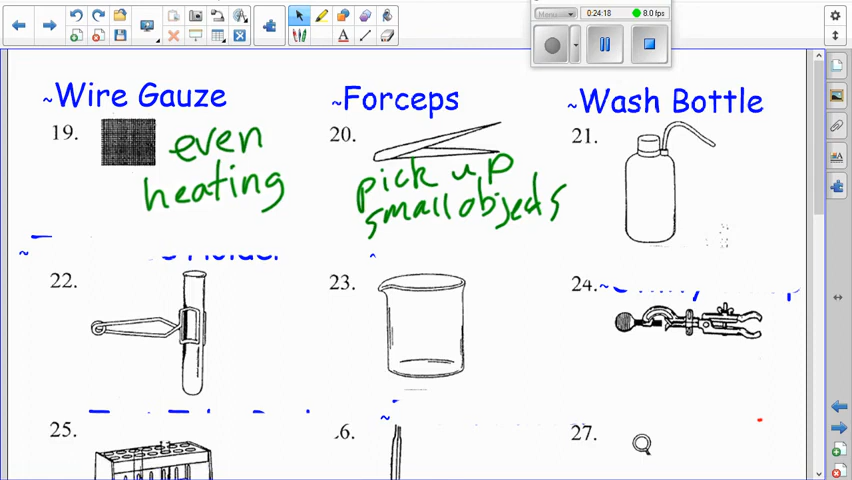 Menu
0:24:18
8.0 fps
~Wire Gauze
~Forceps
~Wash Bottle
19.
even
heating
20.
pick up
small objects
21.
22.
23.
24.
25.
27.